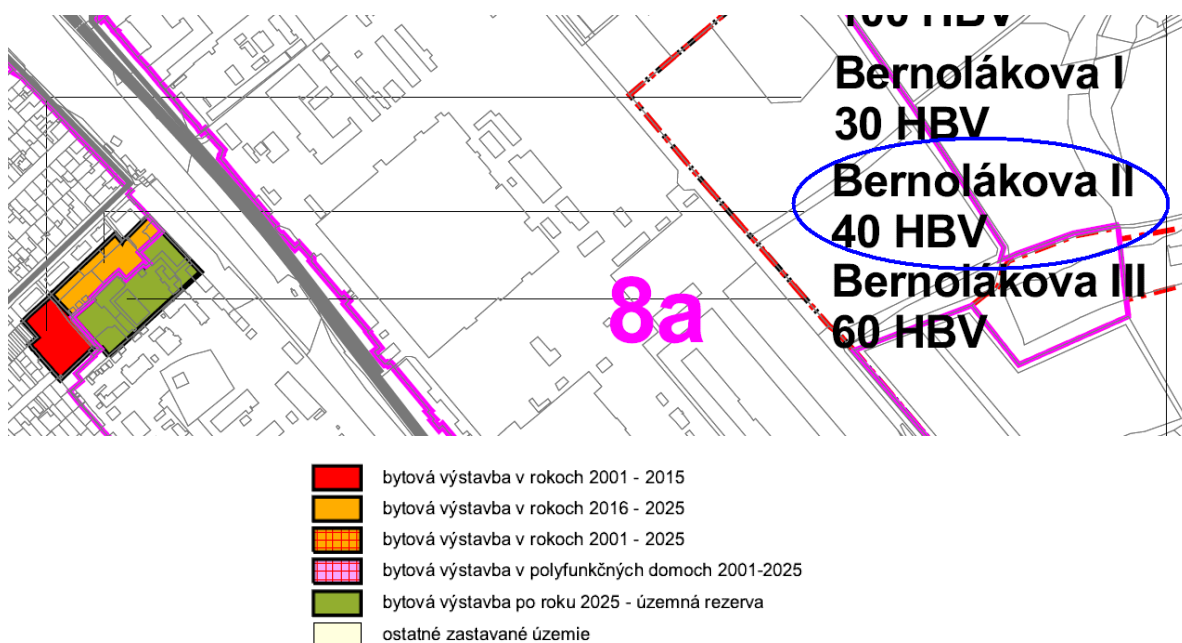 100 HBV
Bernolákova I
30 HBV
Bernolákova II
40 HBV
Bernolákova III
60 HBV
8a
bytová výstavba v rokoch 2001 - 2015
bytová výstavba v rokoch 2016 - 2025
bytová výstavba v rokoch 2001 - 2025
bytová výstavba v polyfunkčných domoch 2001-2025
bytová výstavba po roku 2025 - územná rezerva
ostatné zastavané územie